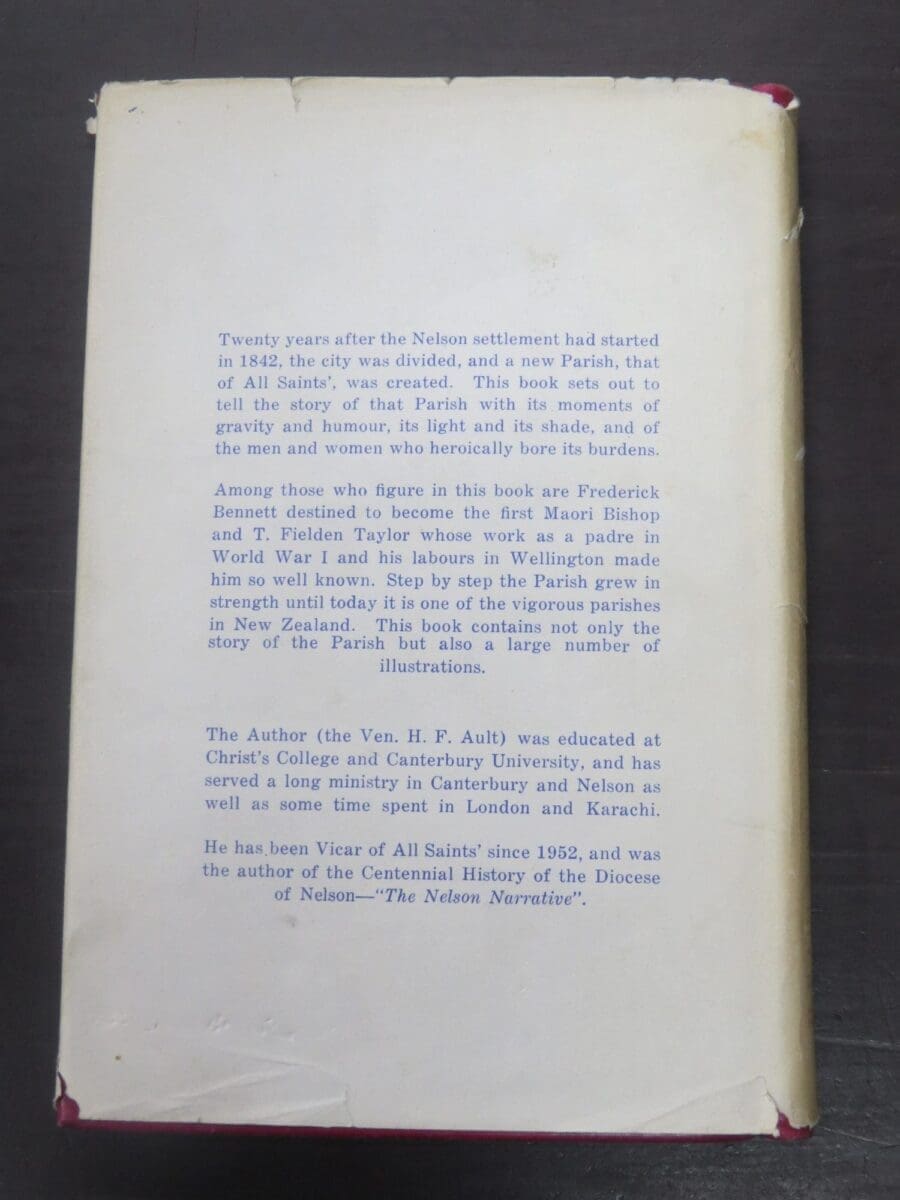 Twenty years after the Nelson settlement had started
in 1842, the city was divided, and a new Parish, that
of All Saints', was created. This book sets out to
tell the story of that Parish with its moments of
gravity and humour, its light and its shade, and of
the men and women who heroically bore its burdens.
Among those who figure in this book are Frederick
Bennett destined to become the first Maori Bishop
and T. Fielden Taylor whose work as a padre in
World War I and his labours in Wellington made
him so well known. Step by step the Parish grew in
strength until today it is one of the vigorous parishes
in New Zealand. This book contains not only the
story of the Parish but also a large number of
illustrations.
The Author (the Ven. H. F. Ault) was educated at
Christ's College and Canterbury University, and has
served a long ministry in Canterbury and Nelson as
well as some time spent in London and Karachi.
He has been Vicar of All Saints' since 1952, and was
the author of the Centennial History of the Diocese
of Nelson—"The Nelson Narrative".